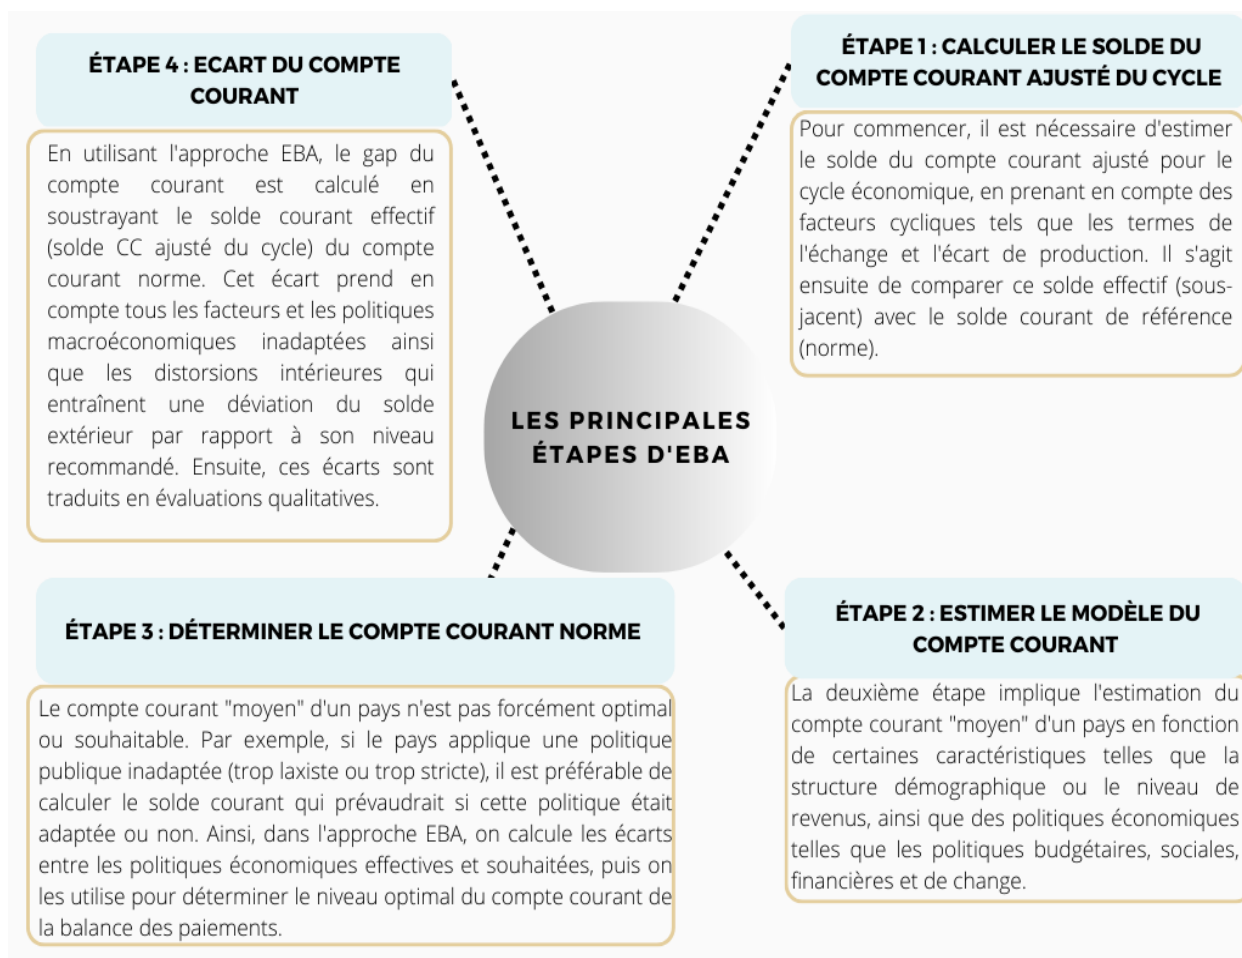 LES PRINCIPALES
ÉTAPES D'EBA
ÉTAPE 1 : CALCULER LE SOLDE DU
COMPTE COURANT AJUSTÉ DU CYCLE
Pour commencer, il est nécessaire d'estimer
le solde du compte courant ajusté pour le
cycle économique, en prenant en compte des
facteurs cycliques tels que les termes de
l'échange et l'écart de production. Il s'agit
ensuite de comparer ce solde effectif (sous-
jacent) avec le solde courant de référence
(norme).
ÉTAPE 2 : ESTIMER LE MODÈLE DU
COMPTE COURANT
La deuxième étape implique l'estimation du
compte courant "moyen" d'un pays en fonction
de certaines caractéristiques telles que la
structure démographique ou le niveau de
revenus, ainsi que des politiques économiques
telles que les politiques budgétaires, sociales,
financières et de change.
ÉTAPE 3 : DÉTERMINER LE COMPTE COURANT NORME
Le compte courant "moyen" d'un pays n'est pas forcément optimal
ou souhaitable. Par exemple, si le pays applique une politique
publique inadaptée (trop laxiste ou trop stricte), il est préférable de
calculer le solde courant qui prévaudrait si cette politique était
adaptée ou non. Ainsi, dans l'approche EBA, on calcule les écarts
entre les politiques économiques effectives et souhaitées, puis on
les utilise pour déterminer le niveau optimal du compte courant de
la balance des paiements.
ÉTAPE 4 : ECART DU COMPTE
COURANT
En utilisant l'approche EBA, le gap du
compte courant est calculé en
soustrayant le solde courant effectif
(solde CC ajusté du cycle) du compte
courant norme. Cet écart prend en
compte tous les facteurs et les politiques
macroéconomiques inadaptées ainsi
que les distorsions intérieures qui
entraînent une déviation du solde
extérieur par rapport à son niveau
recommandé. Ensuite, ces écarts sont
traduits en évaluations qualitatives.